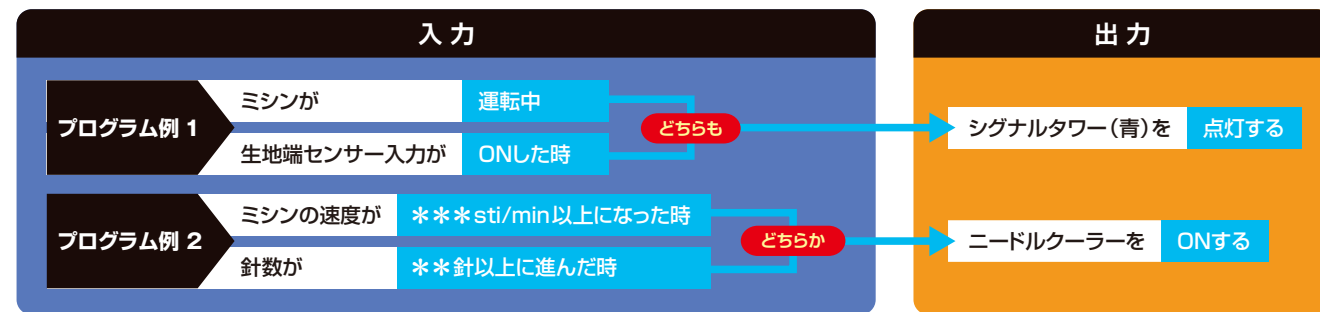 入力
出力
プログラム例 1
ミシンが 運転中
生地端センサー入力が ONした時
どちらも
シグナルタワー（青）を 点灯する
プログラム例 2
ミシンの速度が ＊＊＊sti/min以上になった時
針数が ＊＊針以上に進んだ時
どちらか
ニードルクーラーを ONする